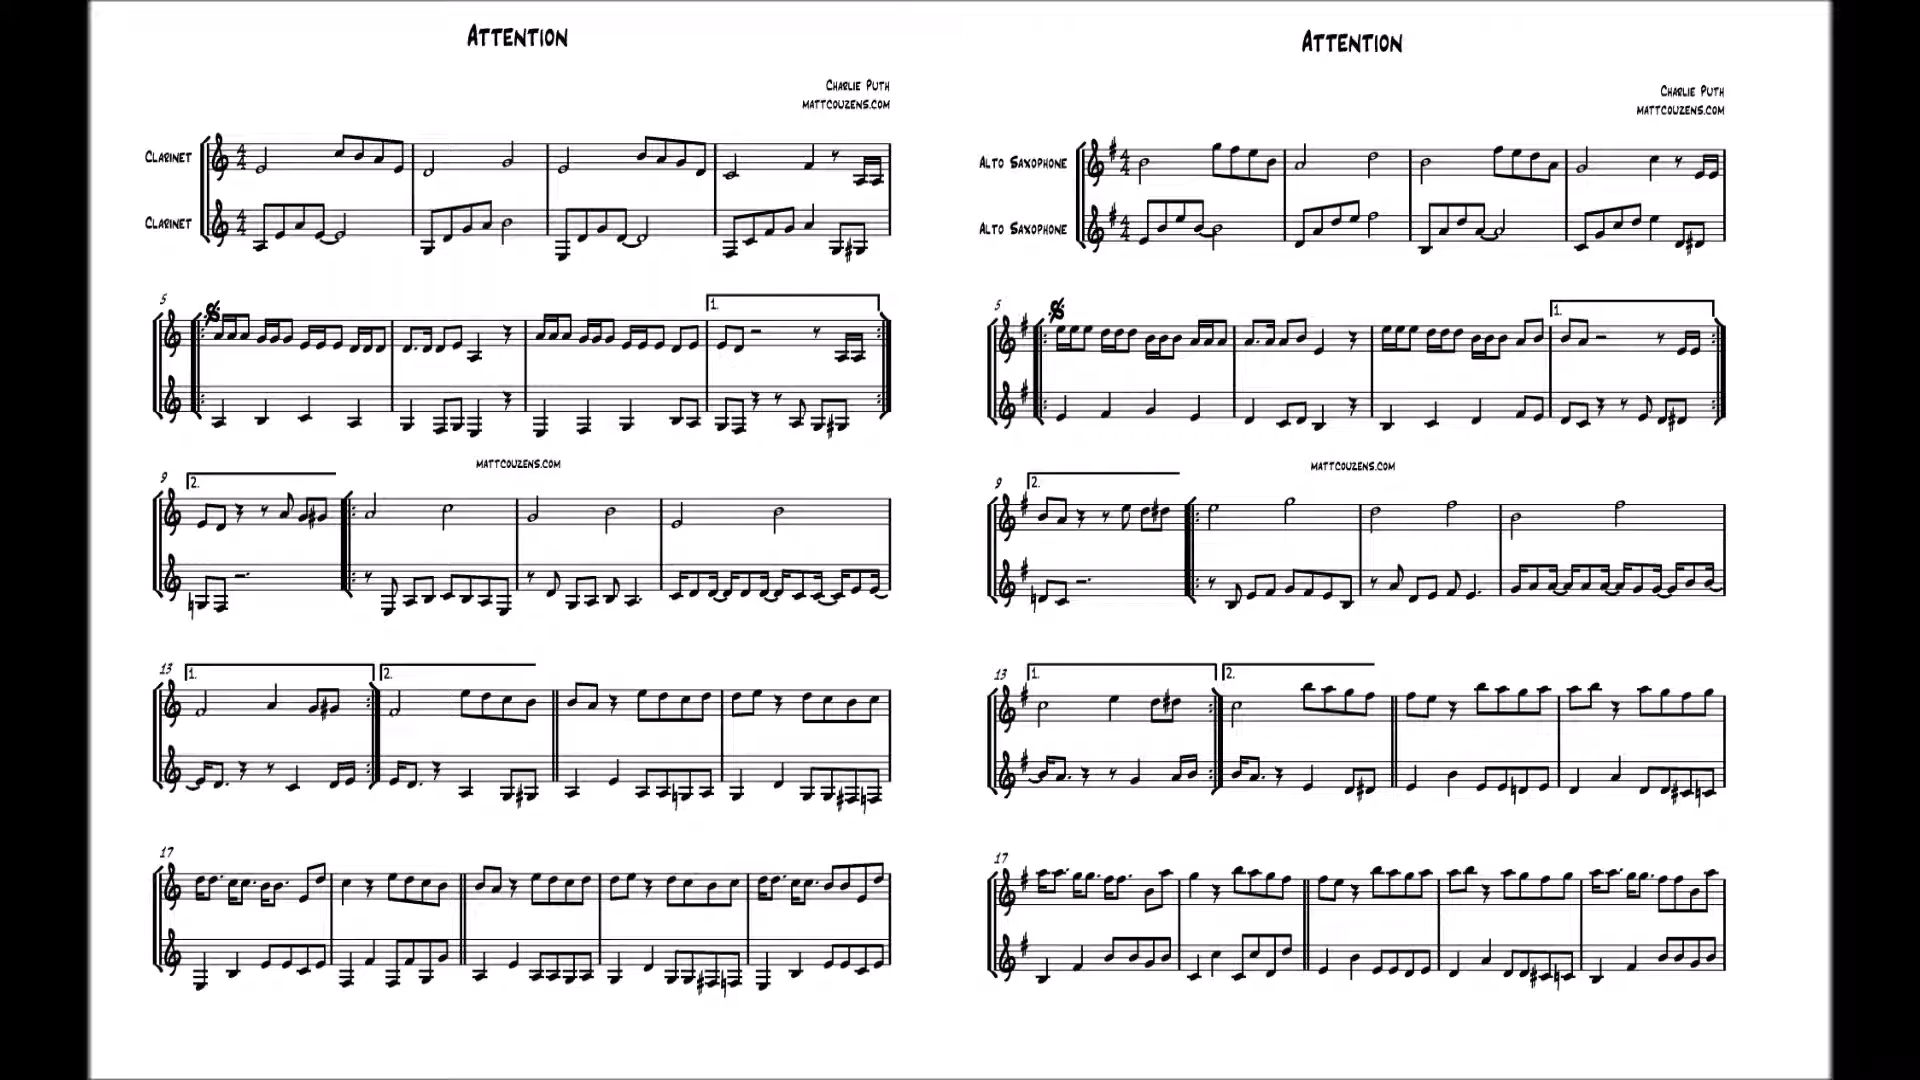 Attention
Charlie Puth
mattcouzens.com
Clarinet
Clarinet
5
1.
mattcouzens.com
9
2.
13
1.
2.
17
Attention
Charlie Puth
mattcouzens.com
Alto Saxophone
Alto Saxophone
5
1.
mattcouzens.com
9
2.
13
1.
2.
17